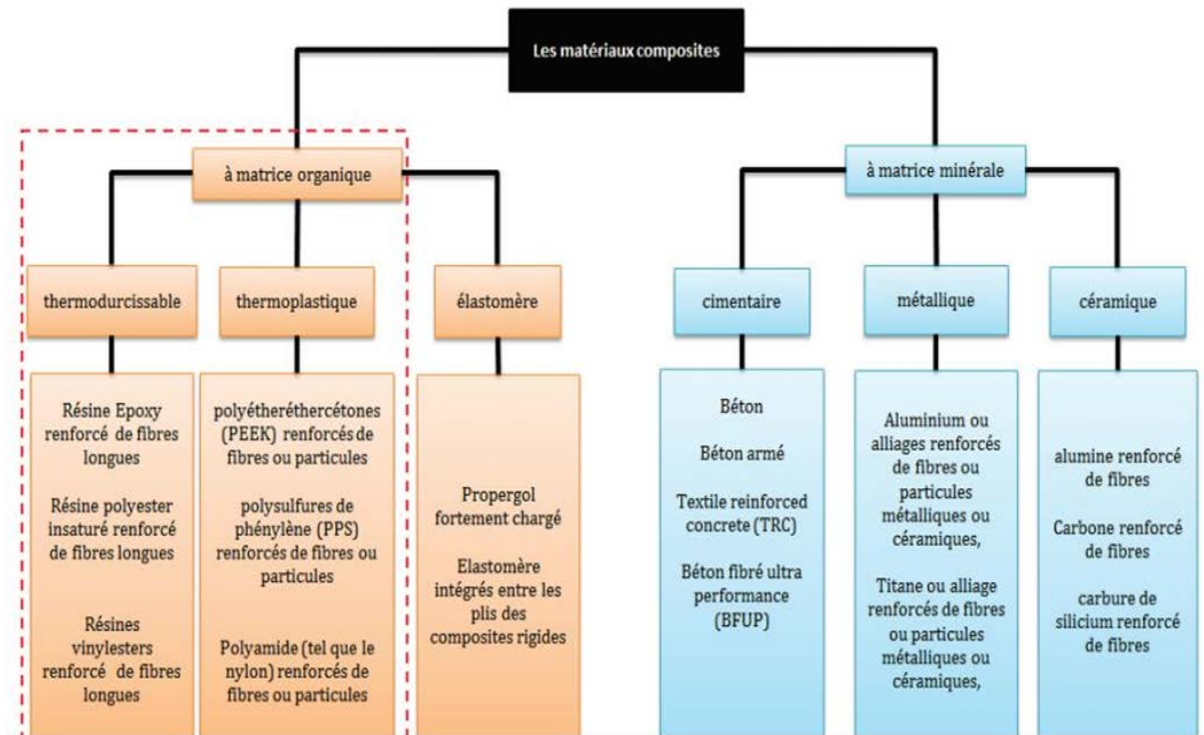 Les matériaux composites
à matrice organique
à matrice minérale
thermodurcissable
thermoplastique
élastomère
cimentaire
métallique
céramique
Résine Epoxy
renforcé de fibres
longues
Résine polyester
insaturé renforcé
de fibres longues
Résines
vinylesters
renforcé de fibres
longues
polyétheréthercétones
(PEEK) renforcés de
fibres ou particules
polysulfures de
phénylène (PPS)
renforcés de fibres ou
particules
Polyamide (tel que le
nylon) renforcés de
fibres ou particules
Propergol
fortement chargé
Elastomère
intégrés entre les
plis des
composites rigides
Béton
Béton armé
Textile reinforced
concrete (TRC)
Béton fibré ultra
performance
(BFUP)
Aluminium ou
alliages renforcés
de fibres ou
particules
métalliques ou
céramiques,
Titane ou alliage
renforcés de fibres
ou particules
métalliques ou
céramiques,
alumine renforcé
de fibres
Carbone renforcé
de fibres
carbure de
silicium renforcé
de fibres